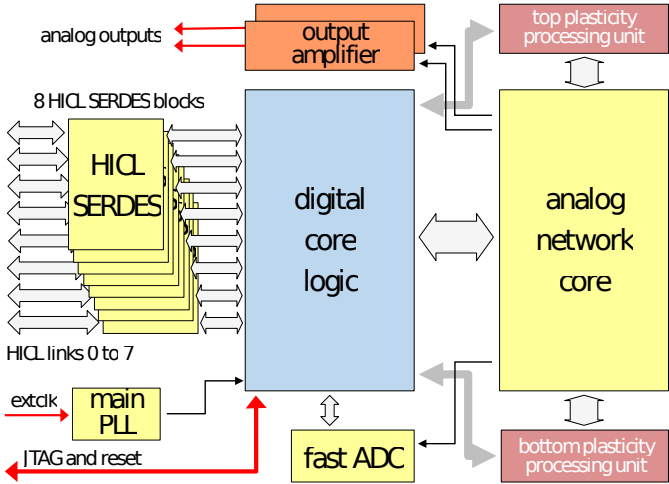 analog outputs
output
amplifier
top plasticity
processing unit
8 HICL SERDES blocks
HICL
SERDES
digital
core
logic
analog
network
core
HICL links 0 to 7
extclk
main
PLL
JTAG and reset
fast ADC
bottom plasticity
processing unit